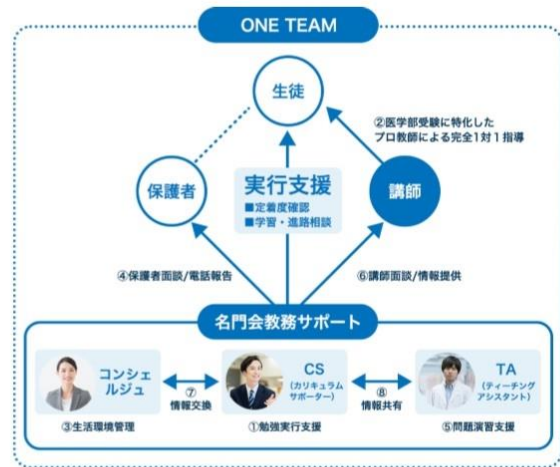 ONE TEAM
生徒
②医学部受験に特化した
プロ教師による完全1対1指導
保護者
実行支援
■定着度確認
■学習・進路相談
講師
④保護者面談/電話報告
⑥講師面談/情報提供
名門会教務サポート
コンシェ
ルジュ
⑦
情報交換
CS
(カリキュラム
サポーター)
⑧
情報共有
TA
(ティーチング
アシスタント)
③生活環境管理
①勉強実行支援
⑤問題演習支援